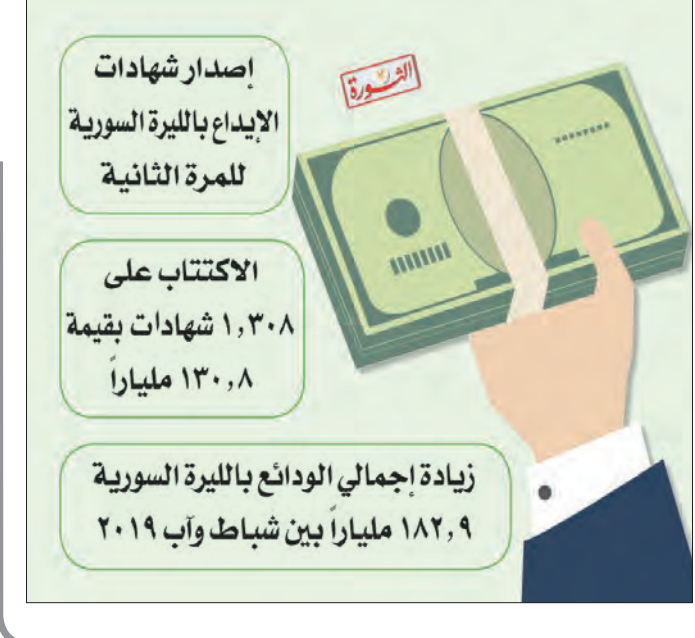 الثورة
إصدار شهادات
الإيداع بالليرة السورية
للمرة الثانية
الاكتتاب على
١,٣٠٨ شهادات بقيمة
١٣٠,٨ ملياراً
زيادة إجمالي الودائع بالليرة السورية
١٨٢,٩ ملياراً بين شباط وآب ٢٠١٩